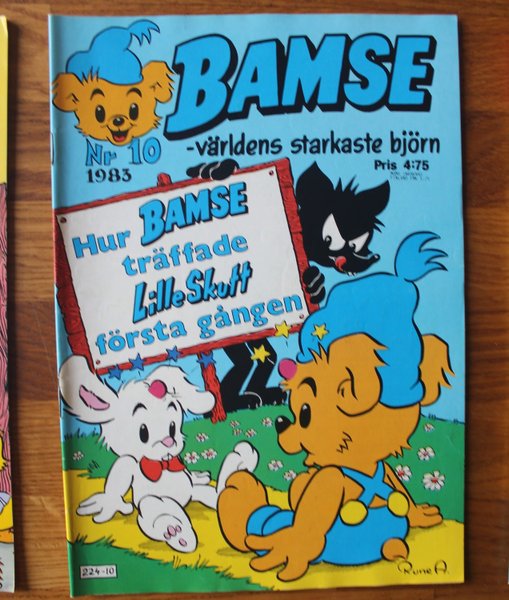 BAMSE
-världens starkaste björn
Nr 10
1983
Pris 4:75
Hur BAMSE
träffade
Lille Skutt
första gången
224-10
Rune A.